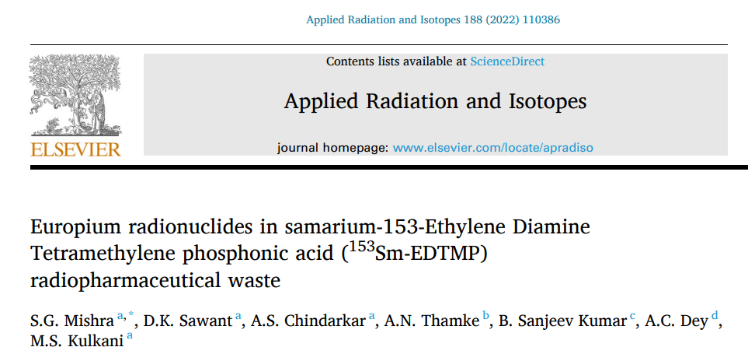 Applied Radiation and Isotopes 188 (2022) 110386
Contents lists available at ScienceDirect
Applied Radiation and Isotopes
ELSEVIER
journal homepage: www.elsevier.com/locate/apradiso
Europium radionuclides in samarium-153-Ethylene Diamine
Tetramethylene phosphonic acid (¹⁵³Sm-EDTMP)
radiopharmaceutical waste
S.G. Mishra ᵃ,*, D.K. Sawant ᵃ, A.S. Chindarkar ᵃ, A.N. Thamke ᵇ, B. Sanjeev Kumar ᶜ, A.C. Dey ᵈ,
M.S. Kulkani ᵃ